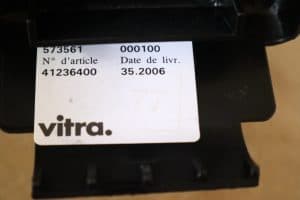 573561 000100
N° d'article Date de livr.
41236400 35.2006
vitra.